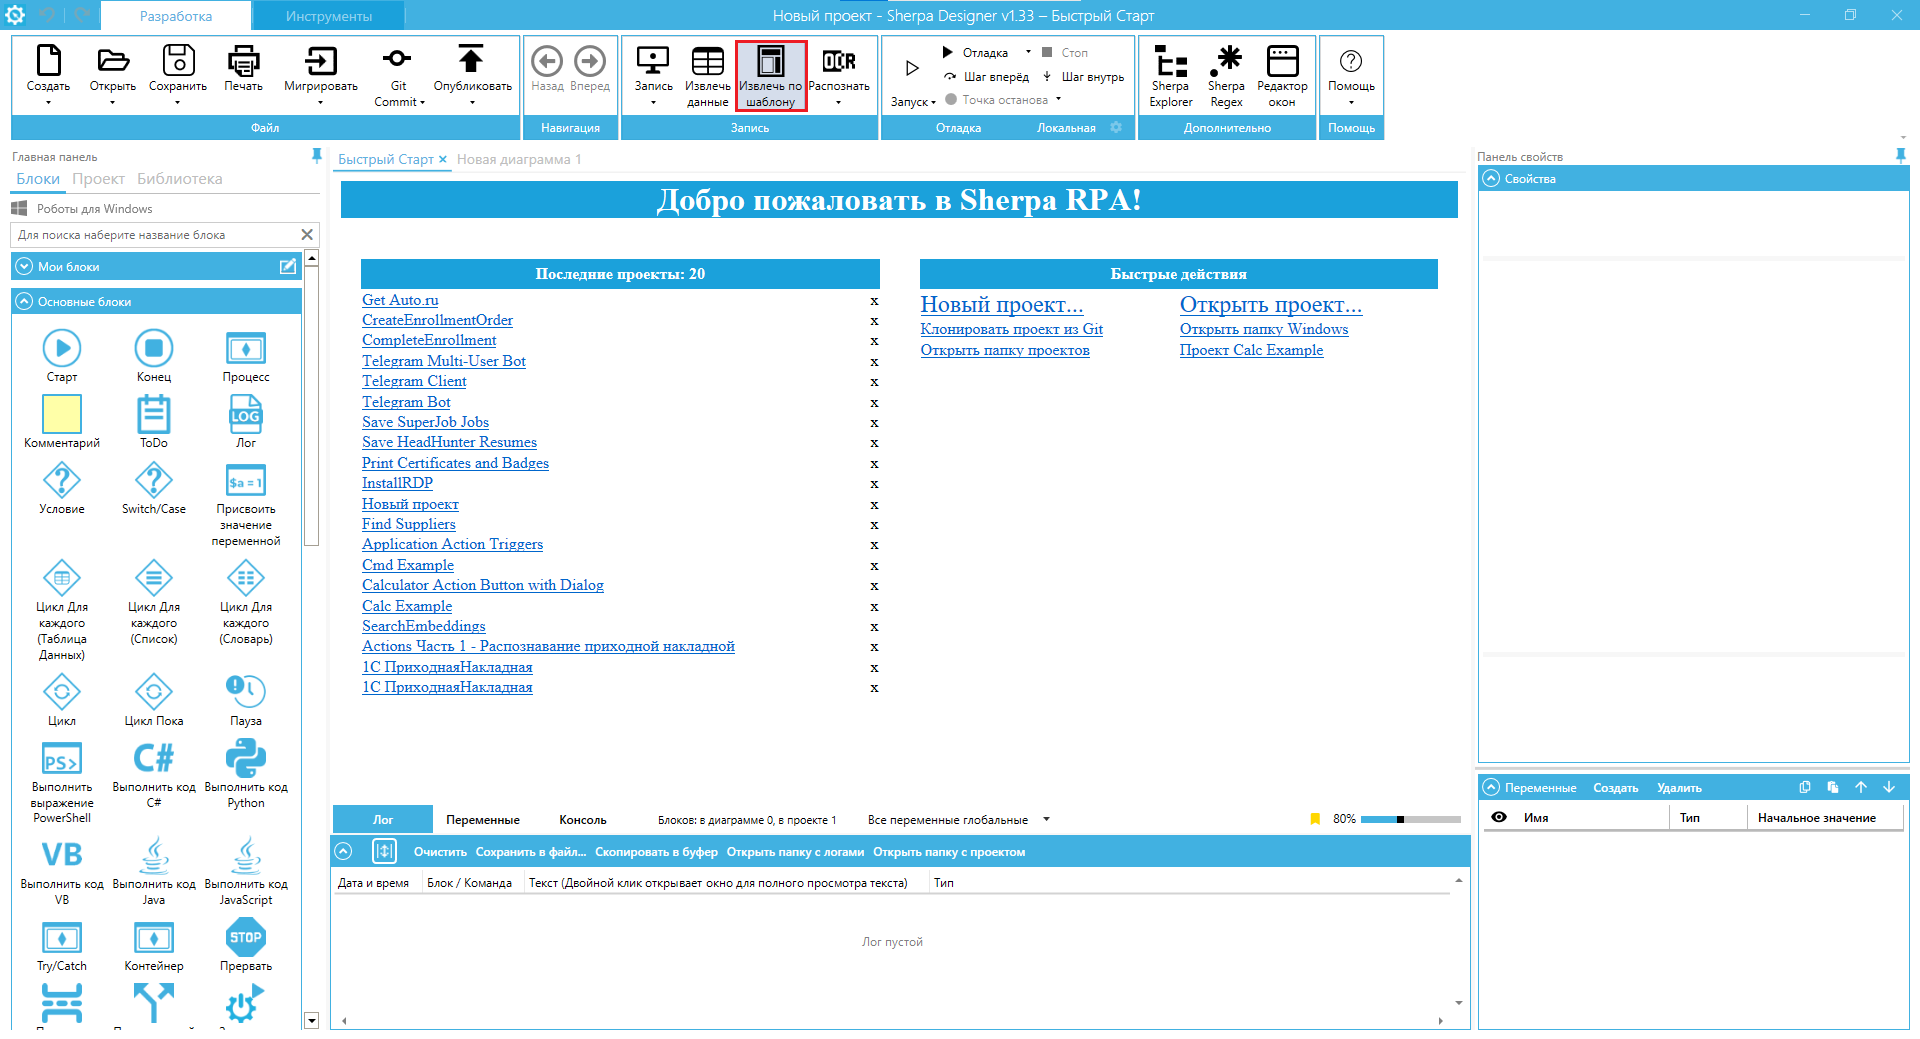 Разработка
Инструменты
Новый проект - Sherpa Designer v1.33 – Быстрый Старт
Создать
Открыть
Сохранить
Печать
Мигрировать
Git
Commit
Опубликовать
Файл
Назад
Вперед
Навигация
Запись
Извлечь
данные
Извлечь по
шаблону
OCR
Распознать
Запись
Запуск
Отладка
Стоп
Шаг вперёд
Шаг внутрь
Точка останова
Отладка
Локальная
Sherpa
Explorer
Sherpa
Regex
Редактор
окон
Дополнительно
Помощь
Помощь
Главная панель
Блоки
Проект
Библиотека
Роботы для Windows
Для поиска наберите название блока
Мои блоки
Основные блоки
Старт
Конец
Процесс
Комментарий
ToDo
LOG
Лог
Условие
Switch/Case
$a = 1
Присвоить
значение
переменной
Цикл Для
каждого
(Таблица
Данных)
Цикл Для
каждого
(Список)
Цикл Для
каждого
(Словарь)
Цикл
Цикл Пока
Пауза
PS>
Выполнить
выражение
PowerShell
C#
Выполнить код
C#
Выполнить код
Python
VB
Выполнить код
VB
Выполнить код
Java
Выполнить код
JavaScript
Try/Catch
Контейнер
STOP
Прервать
Быстрый Старт
Новая диаграмма 1
Добро пожаловать в Sherpa RPA!
Последние проекты: 20
Get Auto.ru x
CreateEnrollmentOrder x
CompleteEnrollment x
Telegram Multi-User Bot x
Telegram Client x
Telegram Bot x
Save SuperJob Jobs x
Save HeadHunter Resumes x
Print Certificates and Badges x
InstallRDP x
Новый проект x
Find Suppliers x
Application Action Triggers x
Cmd Example x
Calculator Action Button with Dialog x
Calc Example x
SearchEmbeddings x
Actions Часть 1 - Распознавание приходной накладной x
1С ПриходнаяНакладная x
1С ПриходнаяНакладная x
Быстрые действия
Новый проект...
Открыть проект...
Клонировать проект из Git
Открыть папку Windows
Открыть папку проектов
Проект Calc Example
Лог
Переменные
Консоль
Блоков: в диаграмме 0, в проекте 1
Все переменные глобальные
80%
Очистить
Сохранить в файл...
Скопировать в буфер
Открыть папку с логами
Открыть папку с проектом
Дата и время
Блок / Команда
Текст (Двойной клик открывает окно для полного просмотра текста)
Тип
Лог пустой
Панель свойств
Свойства
Переменные
Создать
Удалить
Имя
Тип
Начальное значение